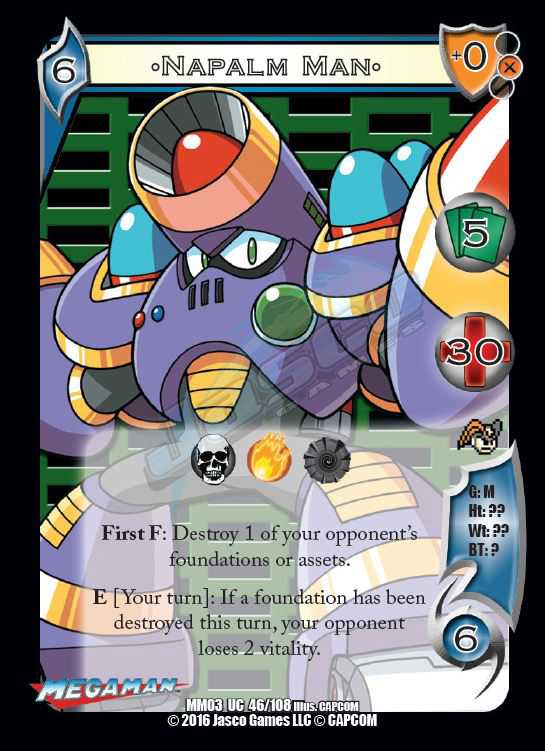 6
•NAPALM MAN•
+0
5
30
G: M
Ht: ??
Wt: ??
BT: ?
First F: Destroy 1 of your opponent's
foundations or assets.
E [Your turn]: If a foundation has been
destroyed this turn, your opponent
loses 2 vitality.
6
MEGAMAN™
MM03 UC 46/108 Illus. CAPCOM
© 2016 Jasco Games LLC © CAPCOM